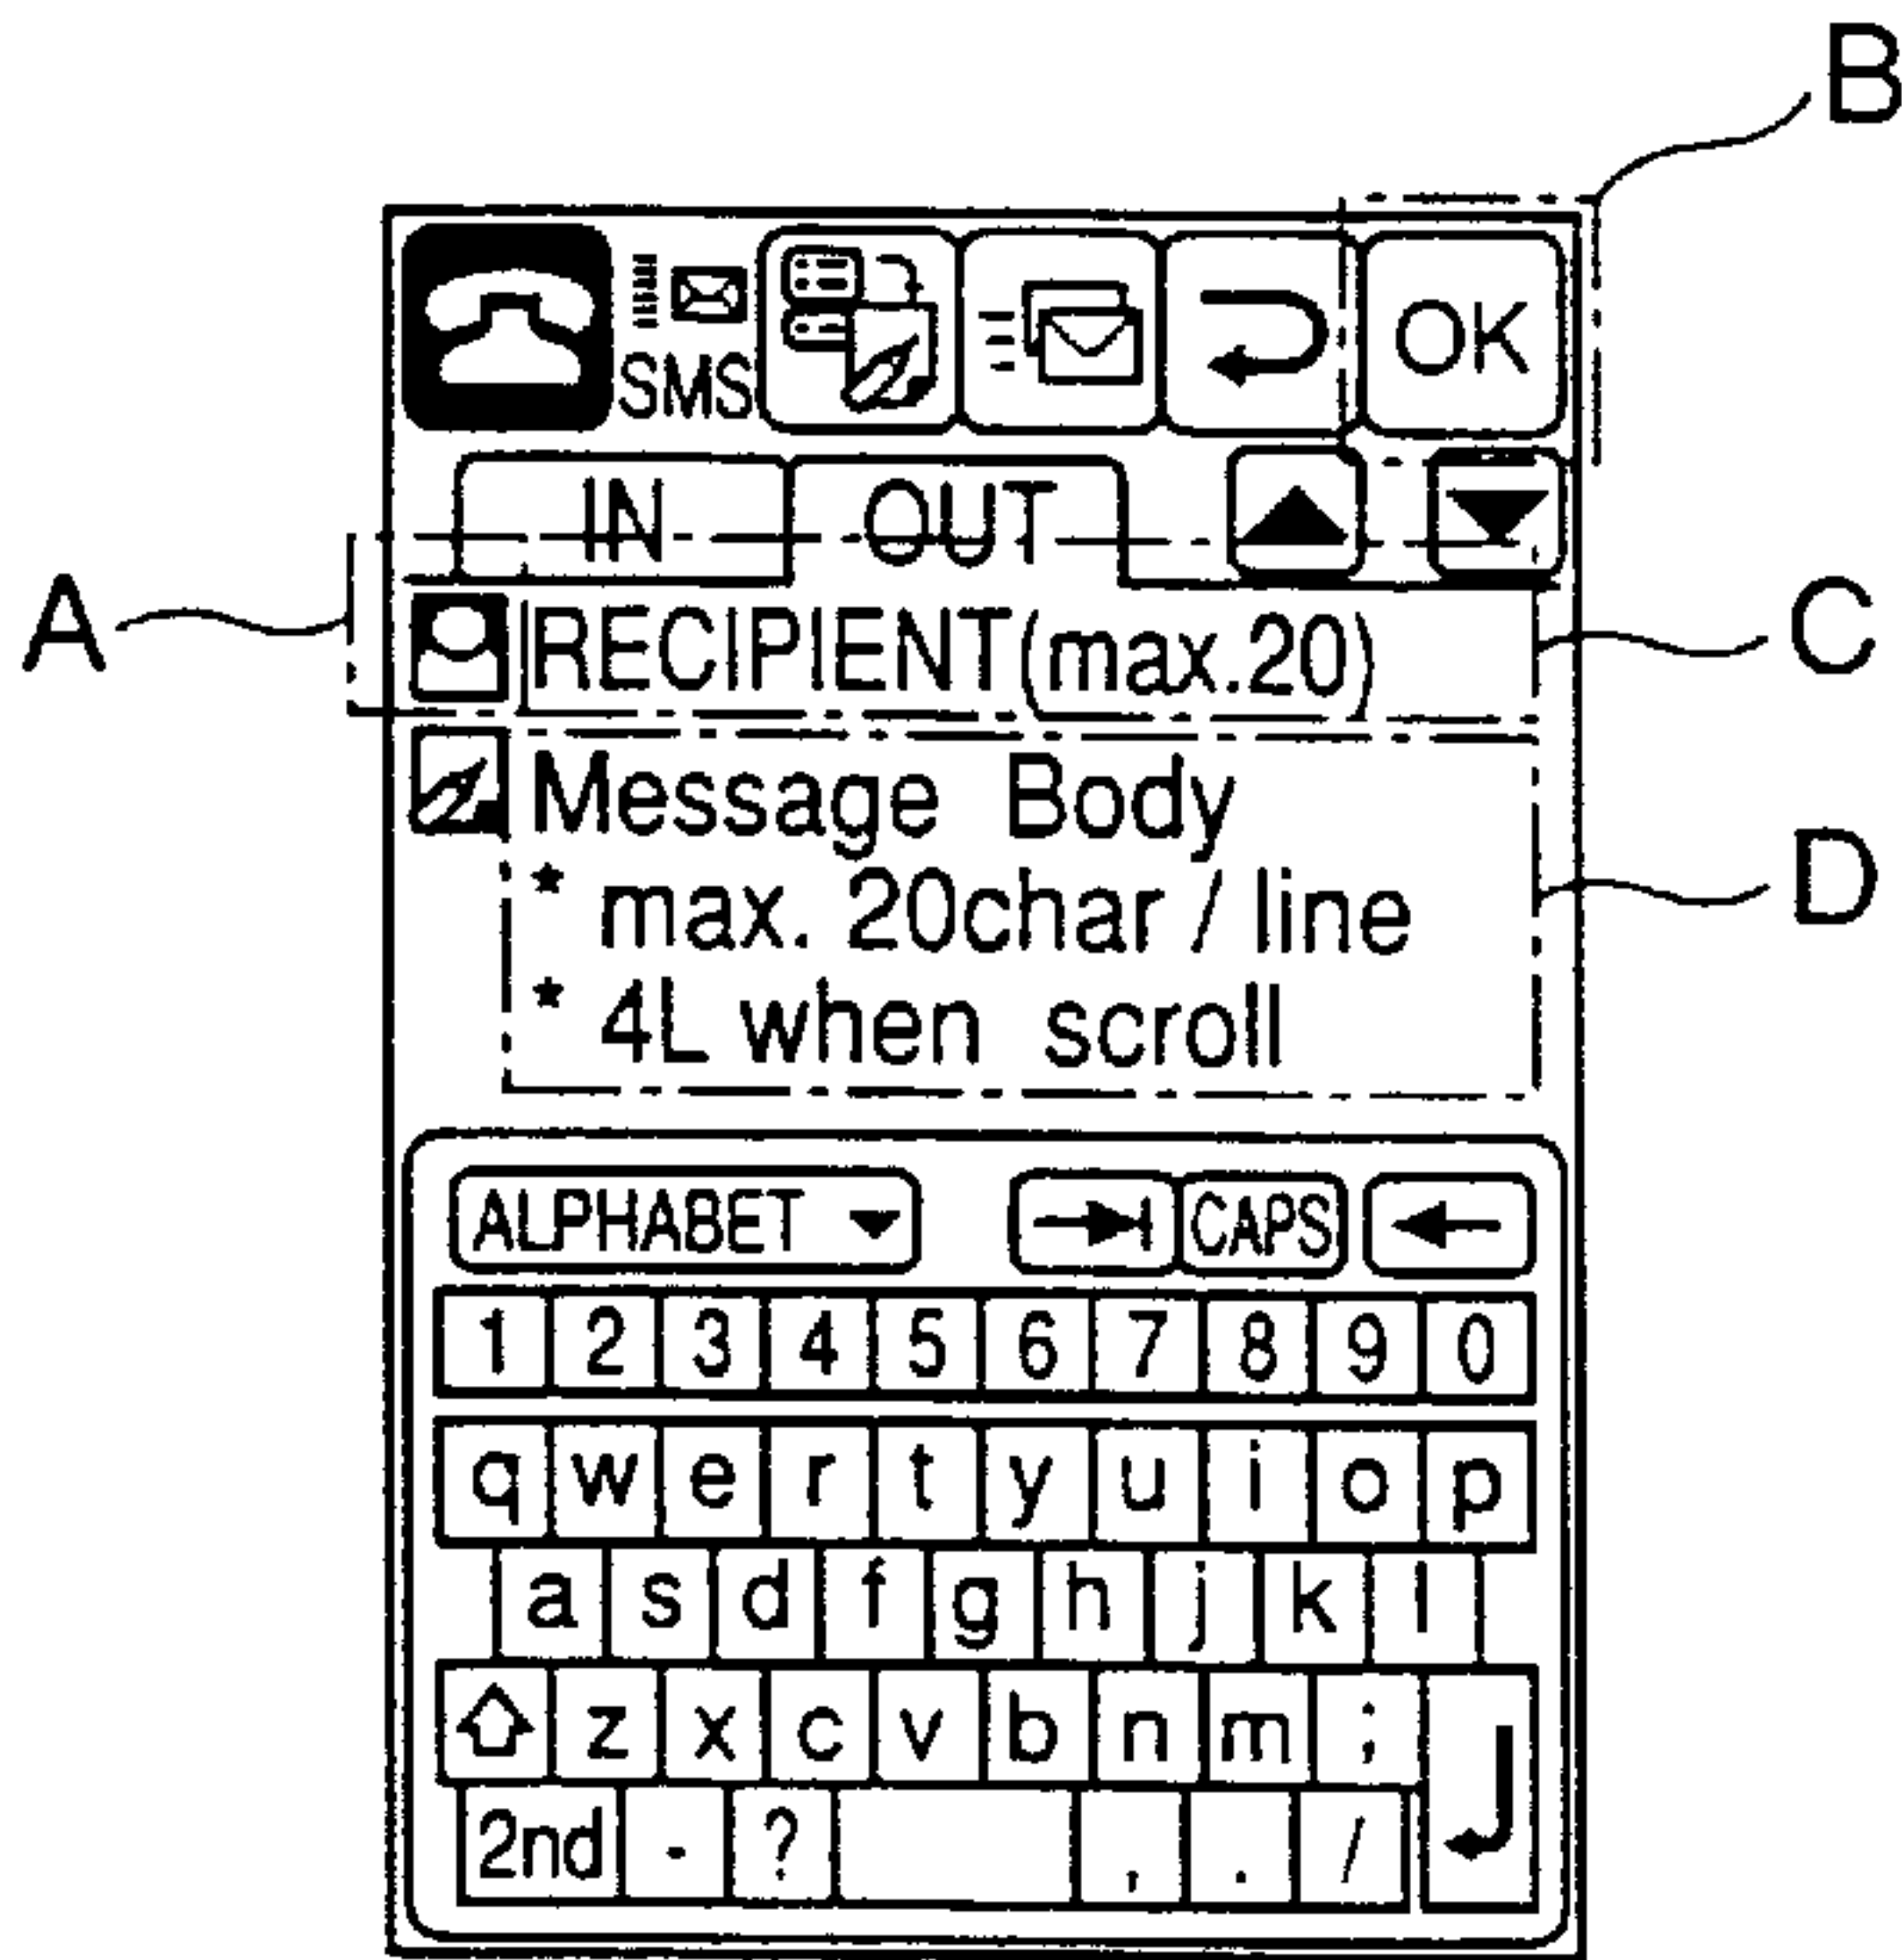 B
OK
SMS
IN OUT
A
RECIPIENT(max.20)
C
Message Body
* max. 20char / line
D
* 4L when scroll
ALPHABET CAPS
1 2 3 4 5 6 7 8 9 0
q w e r t y u i o p
a s d f g h j k l
z x c v b n m ;
2nd - ? , . /